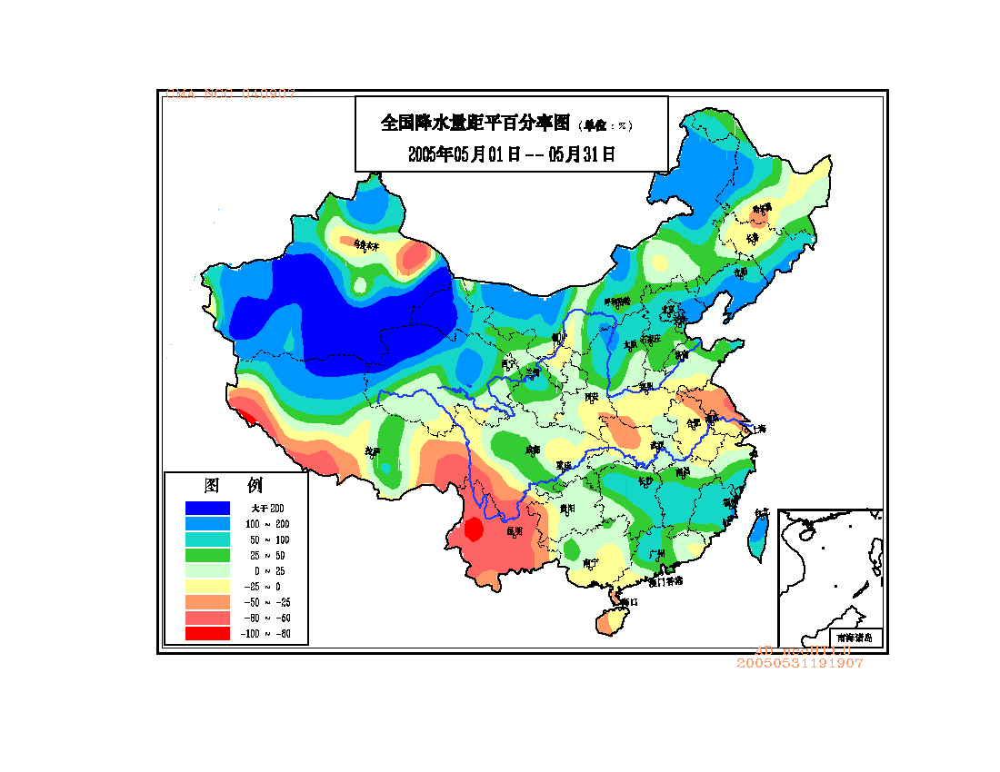 CMA NCC 040902
全国降水量距平百分率图 (单位:%)
2005年05月01日 -- 05月31日
哈尔滨
长春
乌鲁木齐
沈阳
呼和浩特
北京
天津
银川
太原
石家庄
济南
西宁
兰州
郑州
西安
合肥
南京
上海
拉萨
成都
武汉
重庆
南昌
长沙
福州
贵阳
台北
昆明
广州
南宁
澳门香港
海口
图 例
大于 200
100 ~ 200
50 ~ 100
25 ~ 50
0 ~ 25
-25 ~ 0
-50 ~ -25
-80 ~ -50
-100 ~ -80
南海诸岛
20050531191907